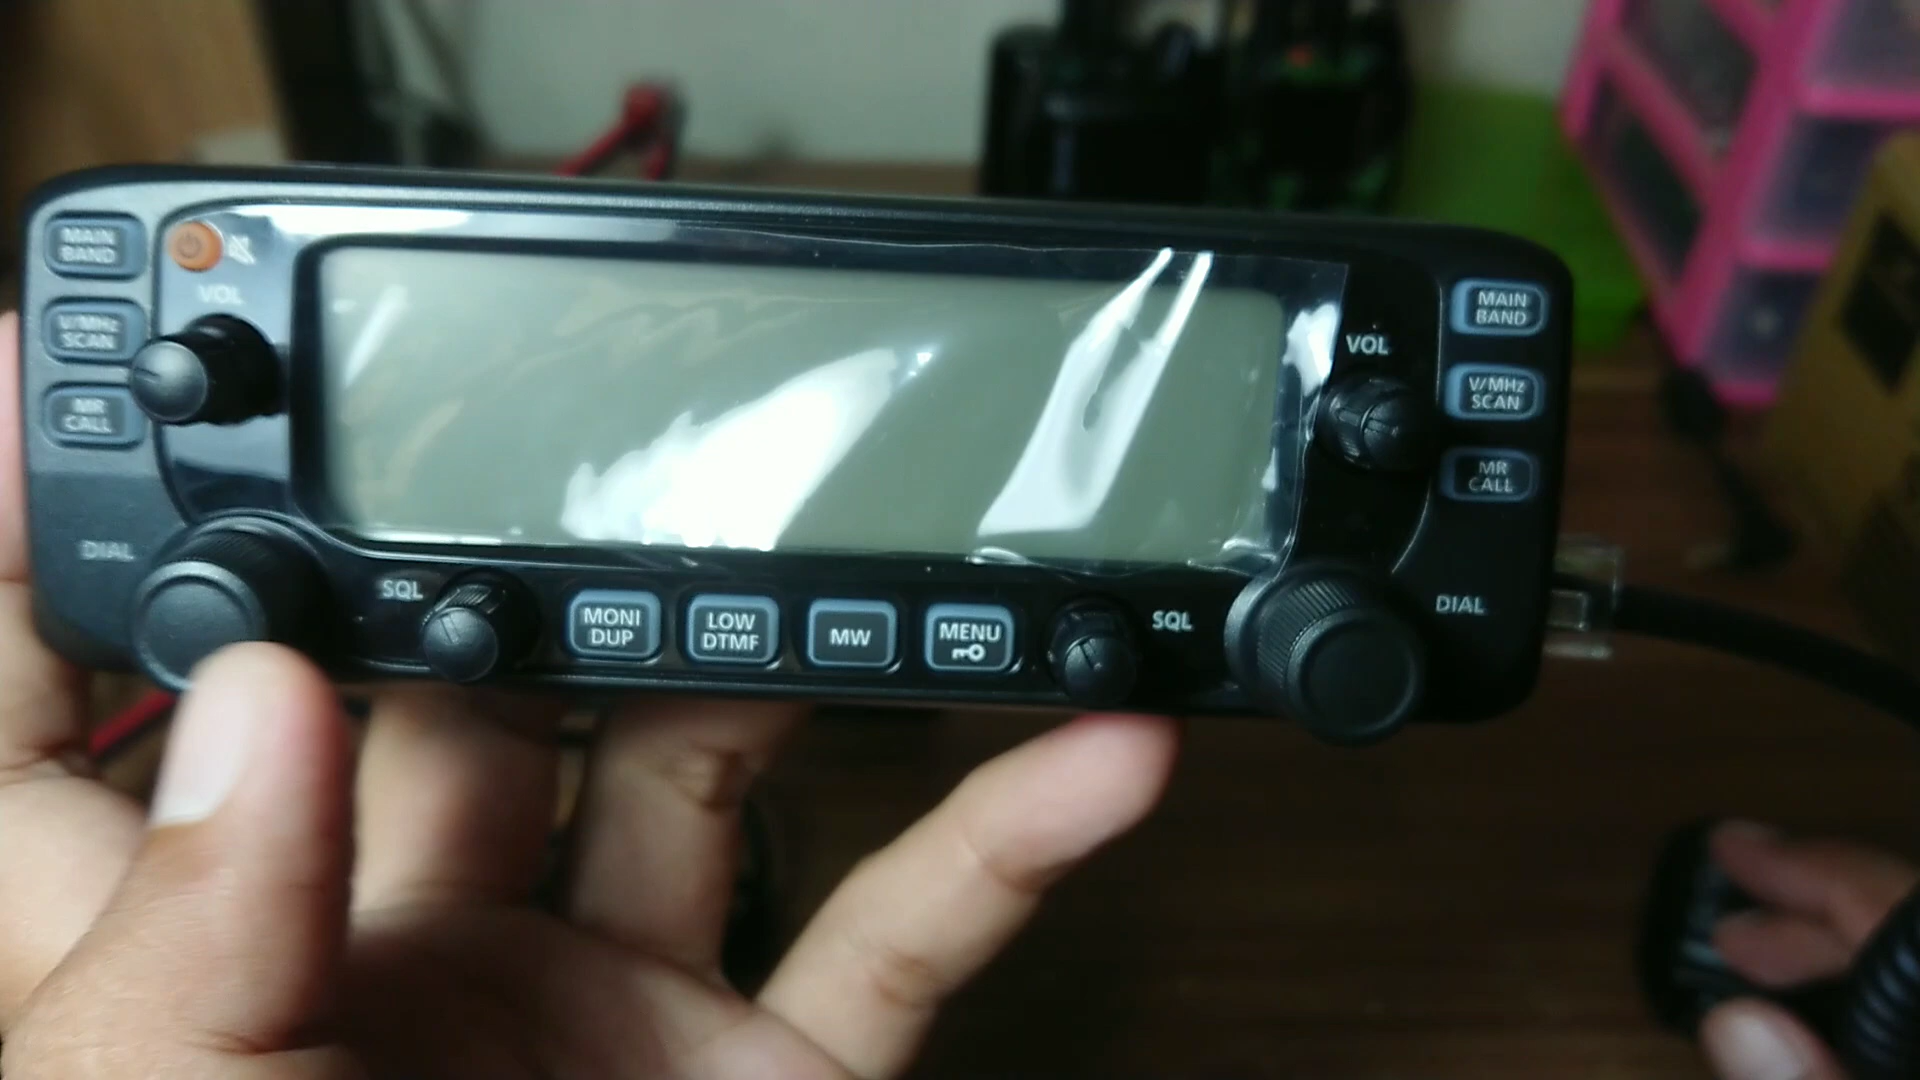 MAIN
BAND
V/MHz
SCAN
MR
CALL
VOL
DIAL
SQL
MONI
DUP
LOW
DTMF
MW
MENU
SQL
VOL
MAIN
BAND
V/MHz
SCAN
MR
CALL
DIAL